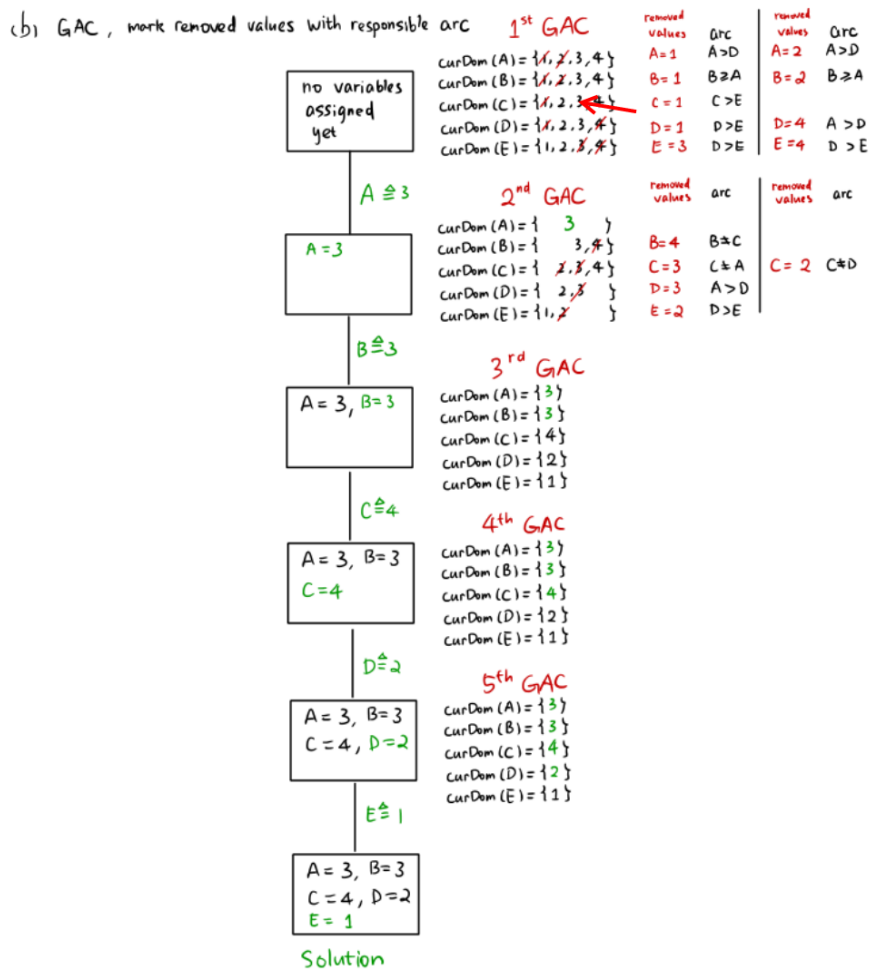 (b) GAC, mark removed values with responsible arc
no variables
assigned
yet
1st GAC
curDom (A) = {1, 2, 3, 4}
curDom (B) = {1, 2, 3, 4}
curDom (C) = {1, 2, 3, 4}
curDom (D) = {1, 2, 3, 4}
curDom (E) = {1, 2, 3, 4}
removed values arc removed values arc
A=1 A>D A=2 A>D
B=1 B≥A B=2 B≥A
C=1 C>E
D=1 D>E D=4 A>D
E=3 D>E E=4 D>E
A ≙ 3
A=3
2nd GAC
curDom (A) = { 3 }
curDom (B) = { 3, 4}
curDom (C) = { 2, 3, 4}
curDom (D) = { 2, 3 }
curDom (E) = {1, 2 }
removed values arc removed values arc
B=4 B≠C
C=3 C≠A C=2 C≠D
D=3 A>D
E=2 D>E
B≙3
A=3, B=3
3rd GAC
curDom (A) = {3}
curDom (B) = {3}
curDom (C) = {4}
curDom (D) = {2}
curDom (E) = {1}
C≙4
A=3, B=3
C=4
4th GAC
curDom (A) = {3}
curDom (B) = {3}
curDom (C) = {4}
curDom (D) = {2}
curDom (E) = {1}
D≙2
A=3, B=3
C=4, D=2
5th GAC
curDom (A) = {3}
curDom (B) = {3}
curDom (C) = {4}
curDom (D) = {2}
curDom (E) = {1}
E≙1
A=3, B=3
C=4, D=2
E=1
Solution